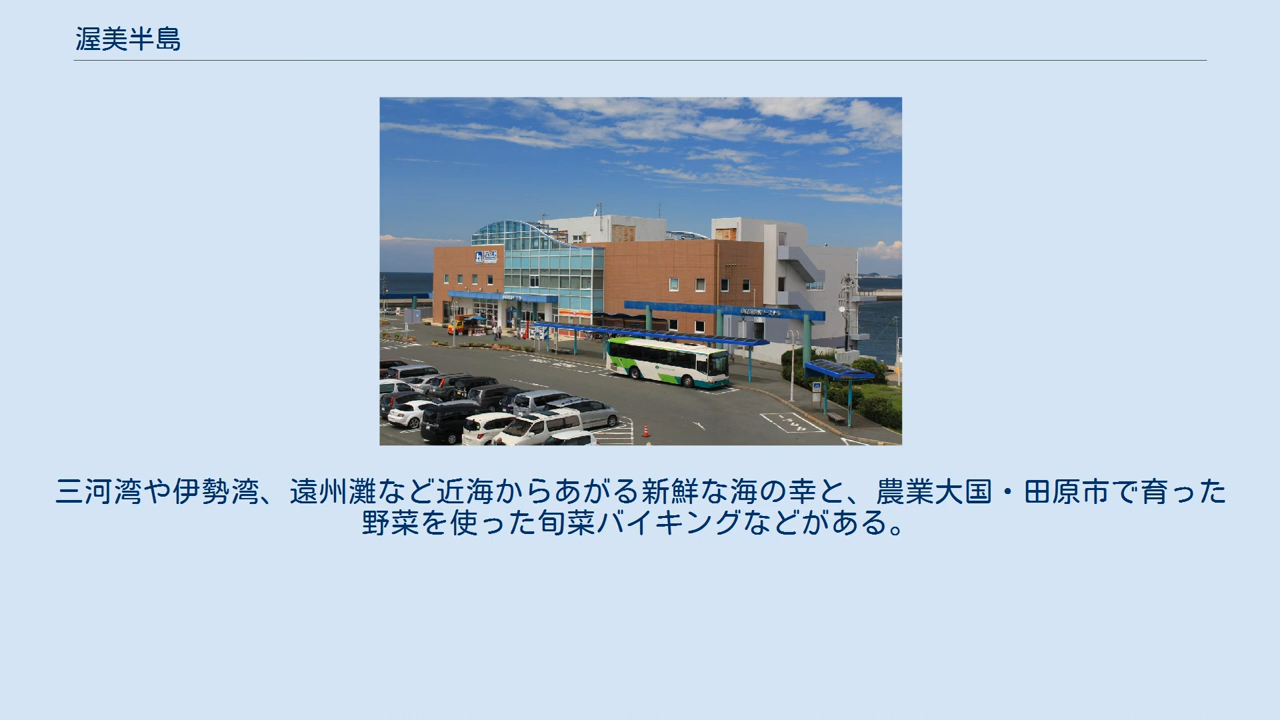 渥美半島
三河湾や伊勢湾、遠州灘など近海からあがる新鮮な海の幸と、農業大国・田原市で育った
野菜を使った旬菜バイキングなどがある。